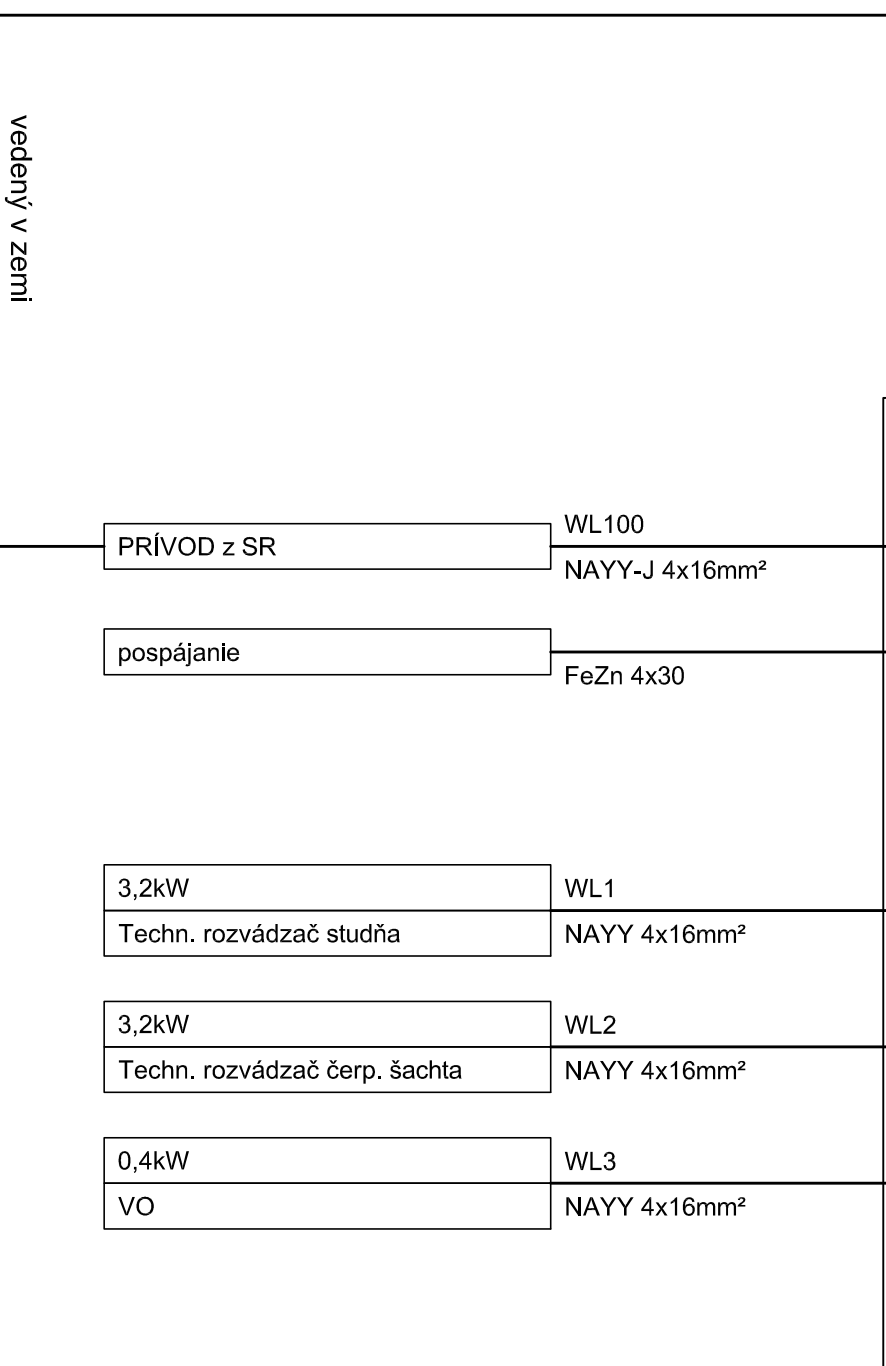 vedený v zemi
PRÍVOD z SR
WL100
NAYY-J 4x16mm²
pospájanie
FeZn 4x30
3,2kW
WL1
Techn. rozvádzač studňa
NAYY 4x16mm²
3,2kW
WL2
Techn. rozvádzač čerp. šachta
NAYY 4x16mm²
0,4kW
WL3
VO
NAYY 4x16mm²